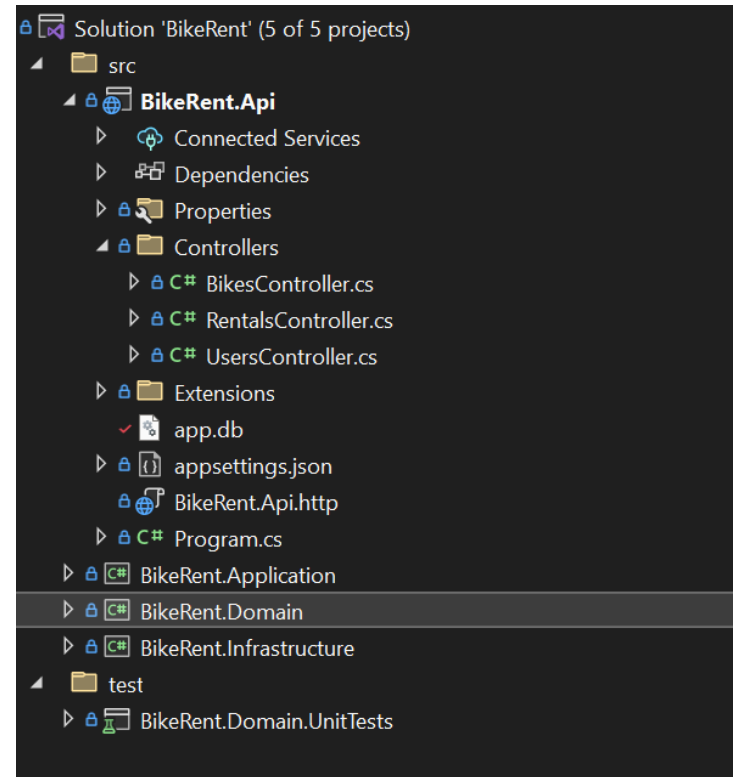 Solution 'BikeRent' (5 of 5 projects)
src
BikeRent.Api
Connected Services
Dependencies
Properties
Controllers
C# BikesController.cs
C# RentalsController.cs
C# UsersController.cs
Extensions
app.db
appsettings.json
BikeRent.Api.http
C# Program.cs
C# BikeRent.Application
C# BikeRent.Domain
C# BikeRent.Infrastructure
test
BikeRent.Domain.UnitTests